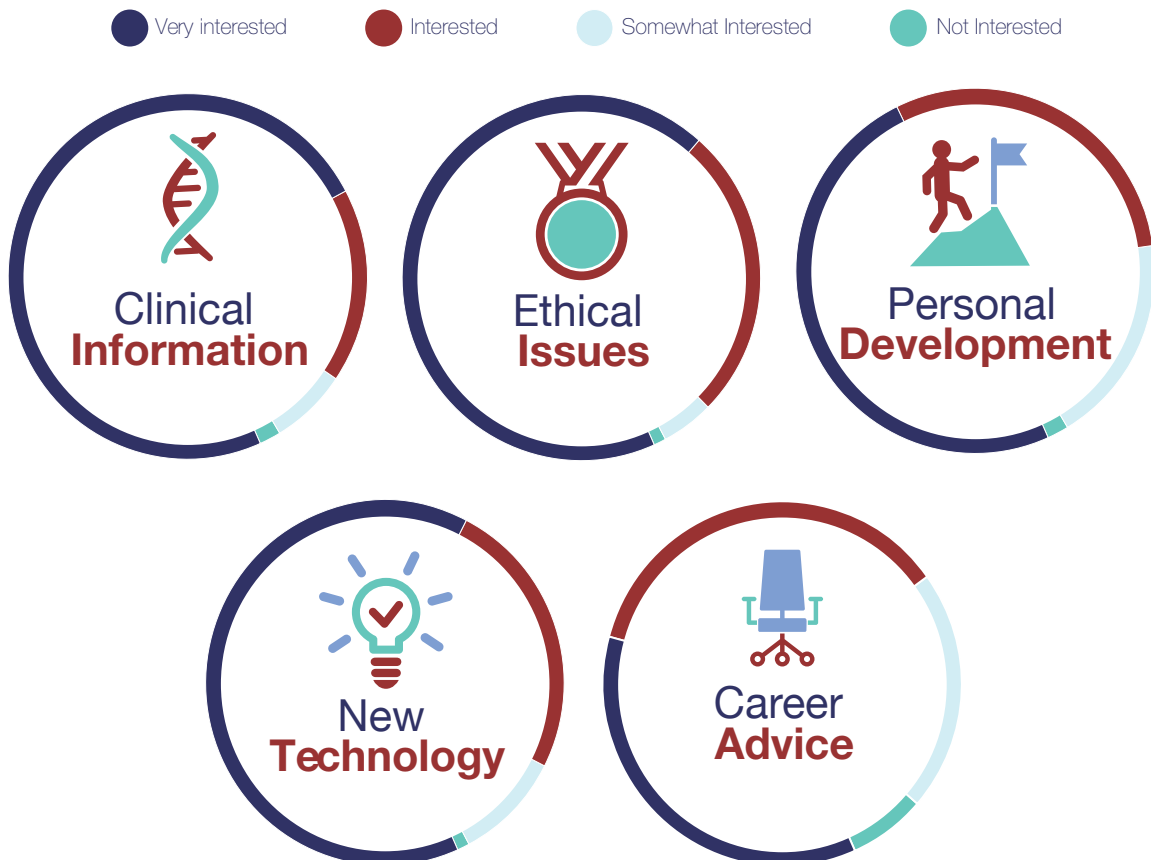 Very interested
Interested
Somewhat Interested
Not Interested
Clinical
Information
Ethical
Issues
Personal
Development
New
Technology
Career
Advice